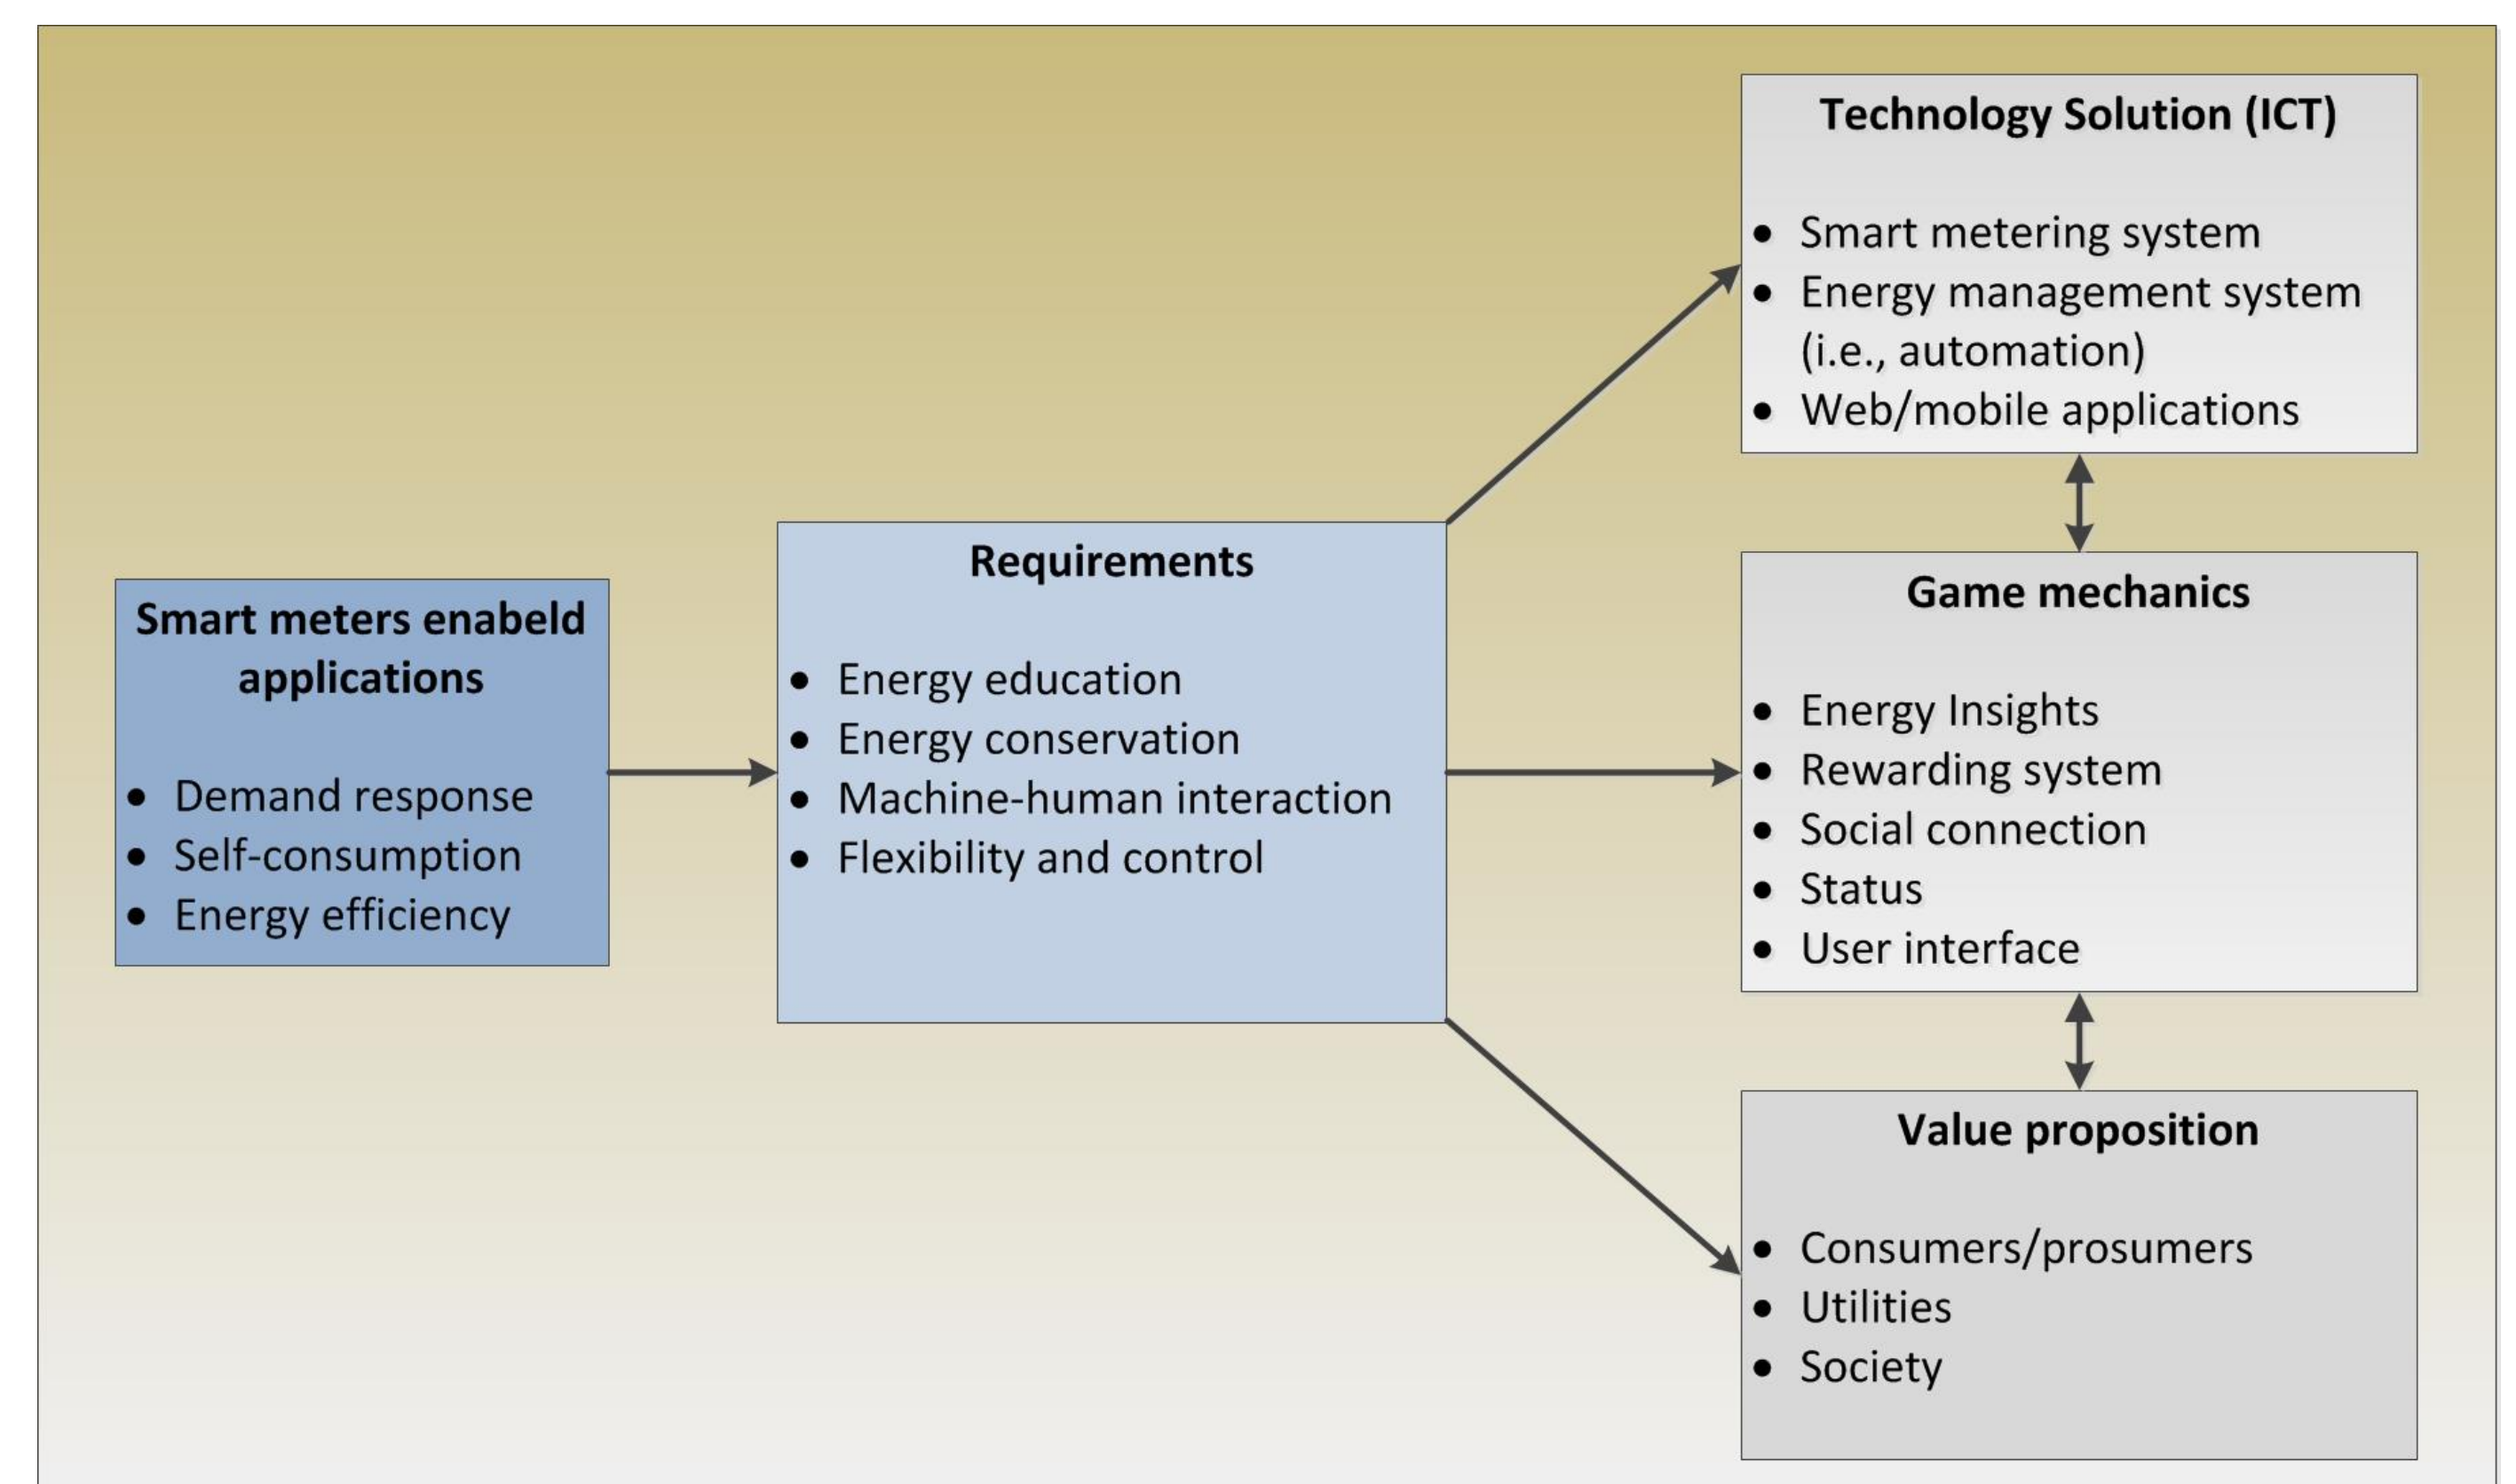 Smart meters enabeld
applications
• Demand response
• Self-consumption
• Energy efficiency
Requirements
• Energy education
• Energy conservation
• Machine-human interaction
• Flexibility and control
Technology Solution (ICT)
• Smart metering system
• Energy management system
(i.e., automation)
• Web/mobile applications
Game mechanics
• Energy Insights
• Rewarding system
• Social connection
• Status
• User interface
Value proposition
• Consumers/prosumers
• Utilities
• Society